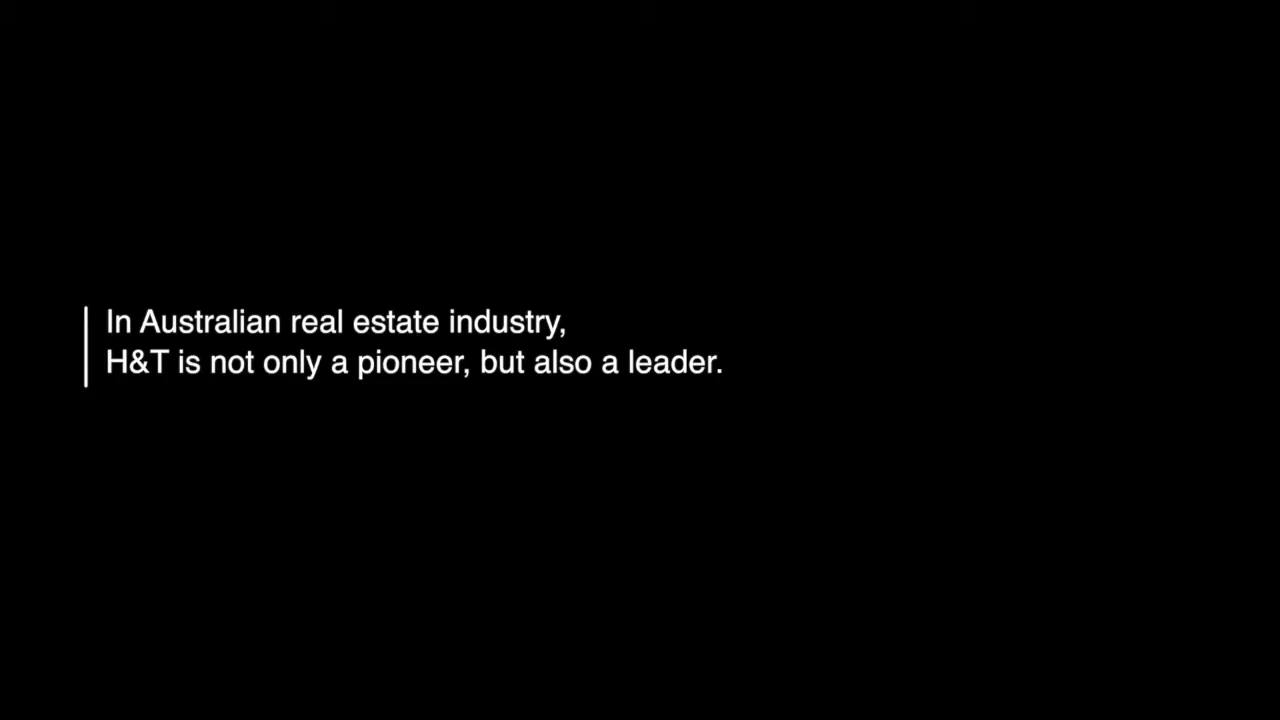 In Australian real estate industry,
H&T is not only a pioneer, but also a leader.